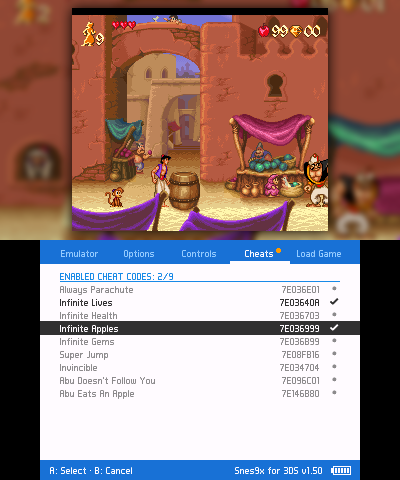 9
99 00
Emulator Options Controls Cheats Load Game
ENABLED CHEAT CODES: 2/9
Always Parachute 7E036E01
Infinite Lives 7E03640A
Infinite Health 7E036703
Infinite Apples 7E036999
Infinite Gems 7E036B99
Super Jump 7E08FB16
Invincible 7E034704
Abu Doesn't Follow You 7E096C01
Abu Eats An Apple 7E146B80
A: Select · B: Cancel Snes9x for 3DS v1.50